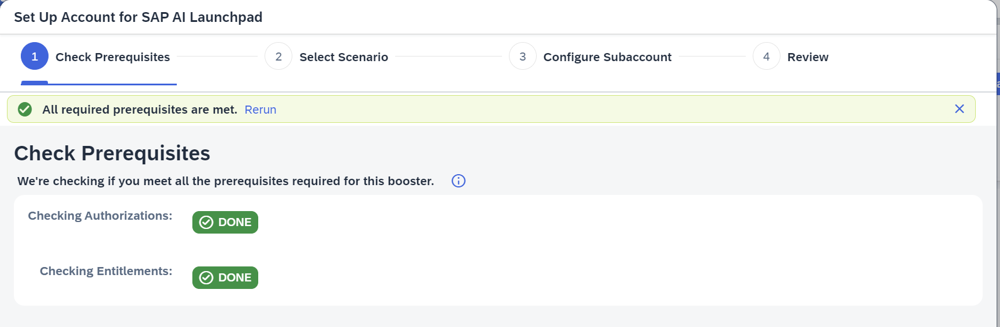 Set Up Account for SAP AI Launchpad
1 Check Prerequisites 2 Select Scenario 3 Configure Subaccount 4 Review
All required prerequisites are met. Rerun
Check Prerequisites
We're checking if you meet all the prerequisites required for this booster.
Checking Authorizations: DONE
Checking Entitlements: DONE